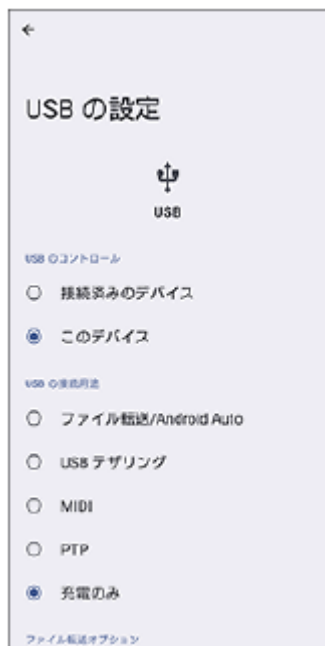 USB の設定
USB
USB のコントロール
接続済みのデバイス
このデバイス
USB の接続用途
ファイル転送/Android Auto
USB テザリング
MIDI
PTP
充電のみ
ファイル転送オプション